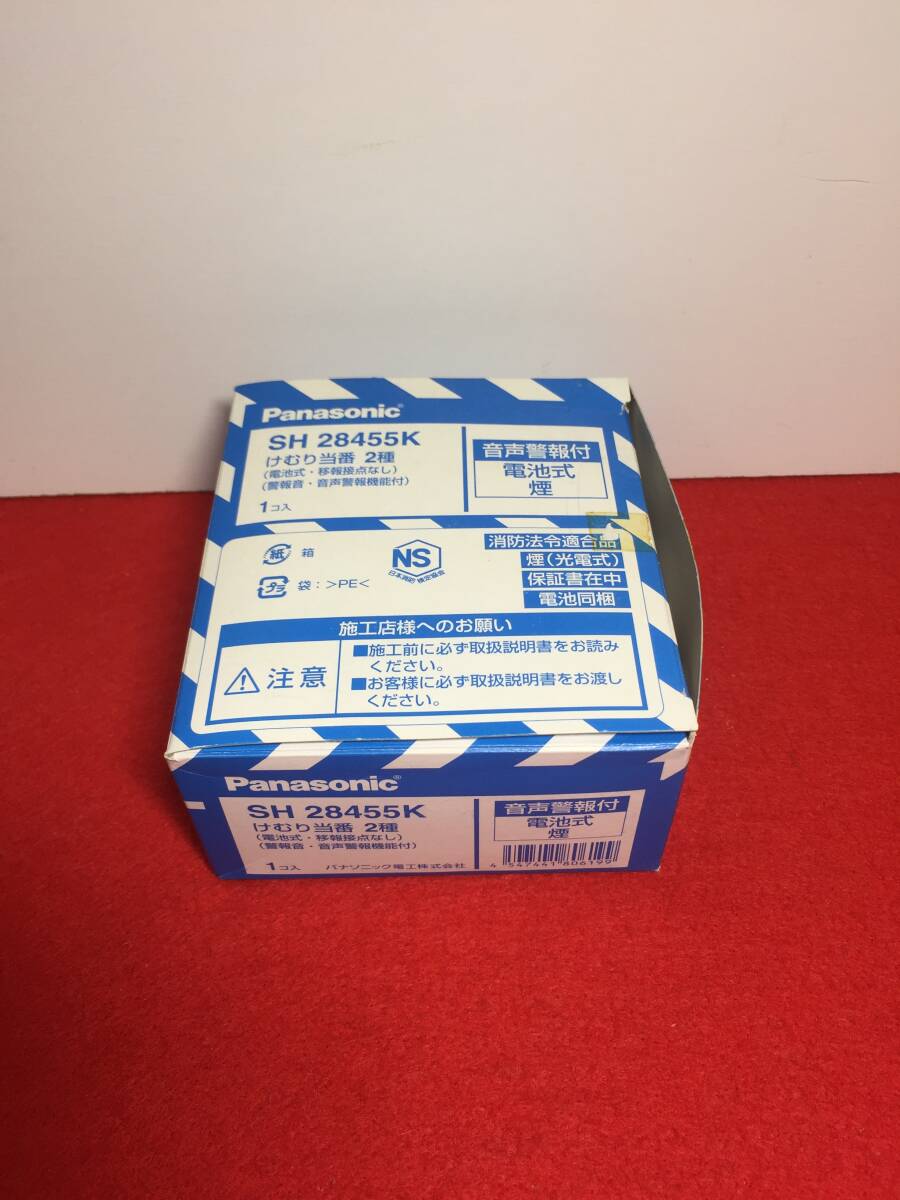 Panasonic®
SH 28455K
けむり当番 2種
(電池式・移報接点なし)
(警報音・音声警報機能付)
1コ入
音声警報付
電池式
煙
紙 箱
プラ 袋:>PE<
NS
日本消防検定協会
消防法令適合品
煙(光電式)
保証書在中
電池同梱
施工店様へのお願い
注意
■施工前に必ず取扱説明書をお読み
ください。
■お客様に必ず取扱説明書をお渡し
ください。
Panasonic®
SH 28455K
けむり当番 2種
(電池式・移報接点なし)
(警報音・音声警報機能付)
1コ入 パナソニック電工株式会社
音声警報付
電池式
煙